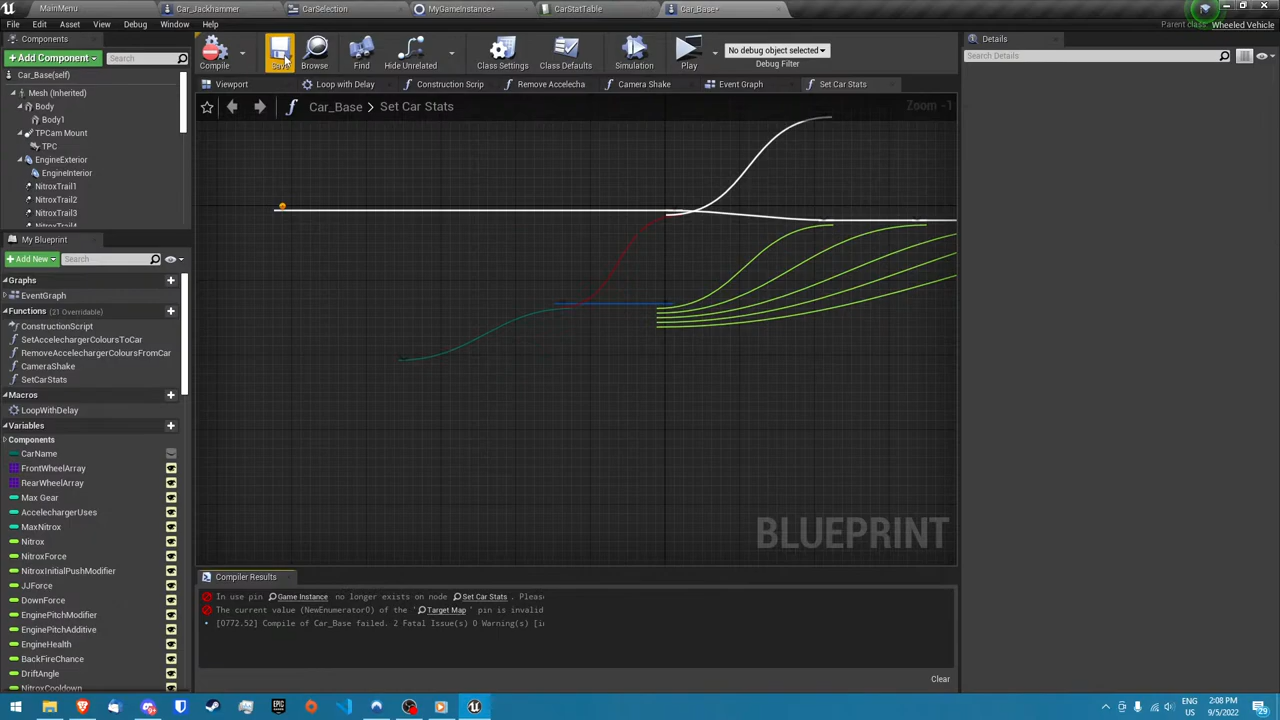 MainMenu
Car_Jackhammer
CarSelection
MyGameInstance*
CarStatTable
Car_Base*
File
Edit
Asset
View
Debug
Window
Help
Parent class: Wheeled Vehicle
Components
Details
Add Component
Search
Compile
Save
Browse
Find
Hide Unrelated
Class Settings
Class Defaults
Simulation
Play
No debug object selected
Debug Filter
Search Details
Car_Base(self)
Mesh (Inherited)
Body
Body1
TPCam Mount
TPC
EngineExterior
EngineInterior
NitroxTrail1
NitroxTrail2
NitroxTrail3
NitroxTrail4
Viewport
Loop with Delay
Construction Scrip
Remove Accelecha
Camera Shake
Event Graph
Set Car Stats
Car_Base > Set Car Stats
Zoom -1
My Blueprint
Add New
Search
Graphs
EventGraph
Functions (21 Overridable)
ConstructionScript
SetAccelechargerColoursToCar
RemoveAccelechargerColoursFromCar
CameraShake
SetCarStats
Macros
LoopWithDelay
Variables
Components
CarName
FrontWheelArray
RearWheelArray
Max Gear
AccelechargerUses
MaxNitrox
Nitrox
NitroxForce
NitroxInitialPushModifier
JJForce
DownForce
EnginePitchModifier
EnginePitchAdditive
EngineHealth
BackFireChance
DriftAngle
NitroxCooldown
BLUEPRINT
Compiler Results
In use pin Game Instance no longer exists on node Set Car Stats . Pleas
The current value (NewEnumerator0) of the ' Target Map ' pin is invalid
[0772.52] Compile of Car_Base failed. 2 Fatal Issue(s) 0 Warning(s) [i
Clear
EPIC
ENG
US
2:08 PM
9/5/2022
29